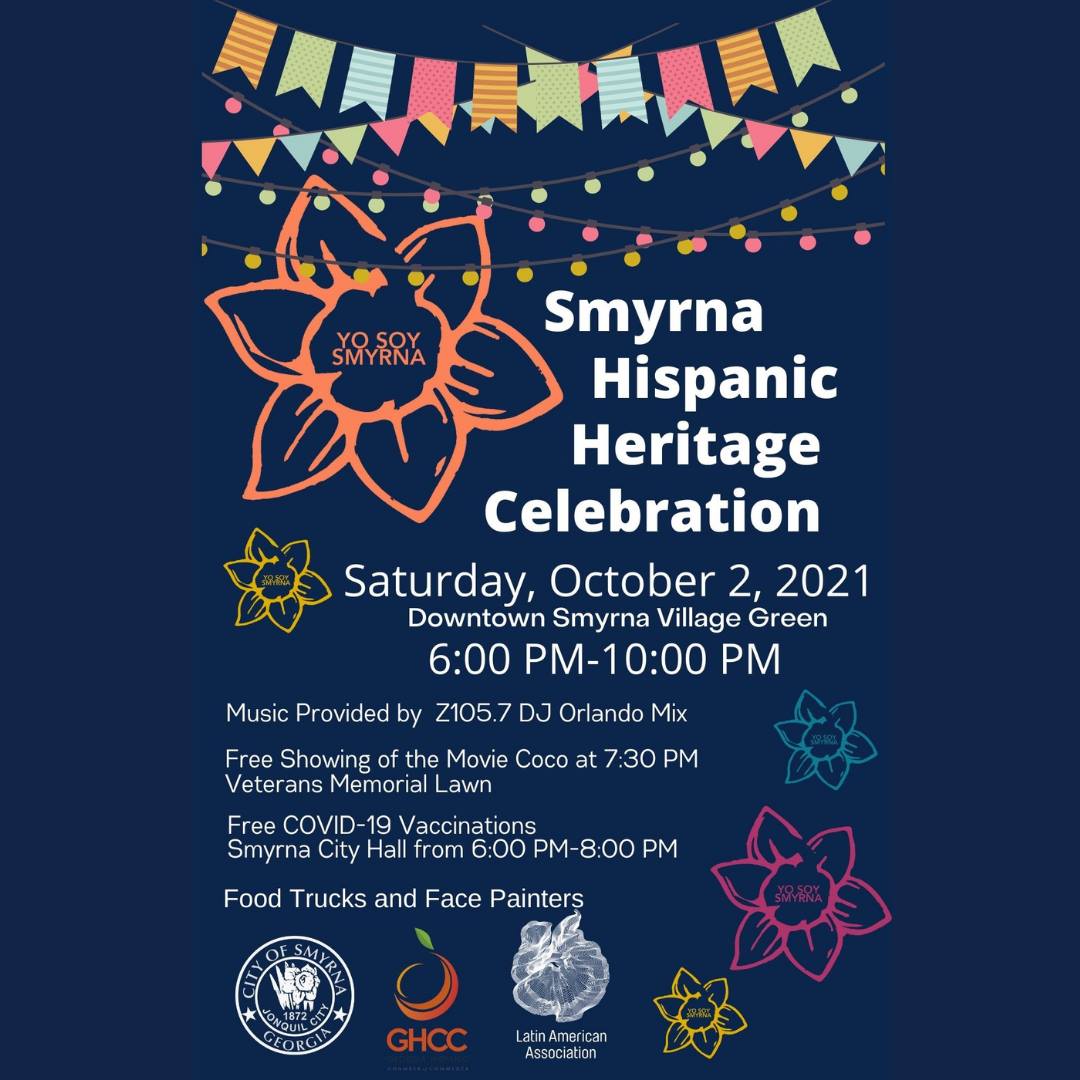 YO SOY
SMYRNA
Smyrna
Hispanic
Heritage
Celebration
YO SOY
SMYRNA
Saturday, October 2, 2021
Downtown Smyrna Village Green
6:00 PM-10:00 PM
Music Provided by Z105.7 DJ Orlando Mix
YO SOY
SMYRNA
Free Showing of the Movie Coco at 7:30 PM
Veterans Memorial Lawn
Free COVID-19 Vaccinations
Smyrna City Hall from 6:00 PM-8:00 PM
YO SOY
SMYRNA
Food Trucks and Face Painters
CITY OF SMYRNA
1872
JONQUIL CITY
GEORGIA
GHCC
CHAMBER of COMMERCE
Latin American
Association
YO SOY
SMYRNA